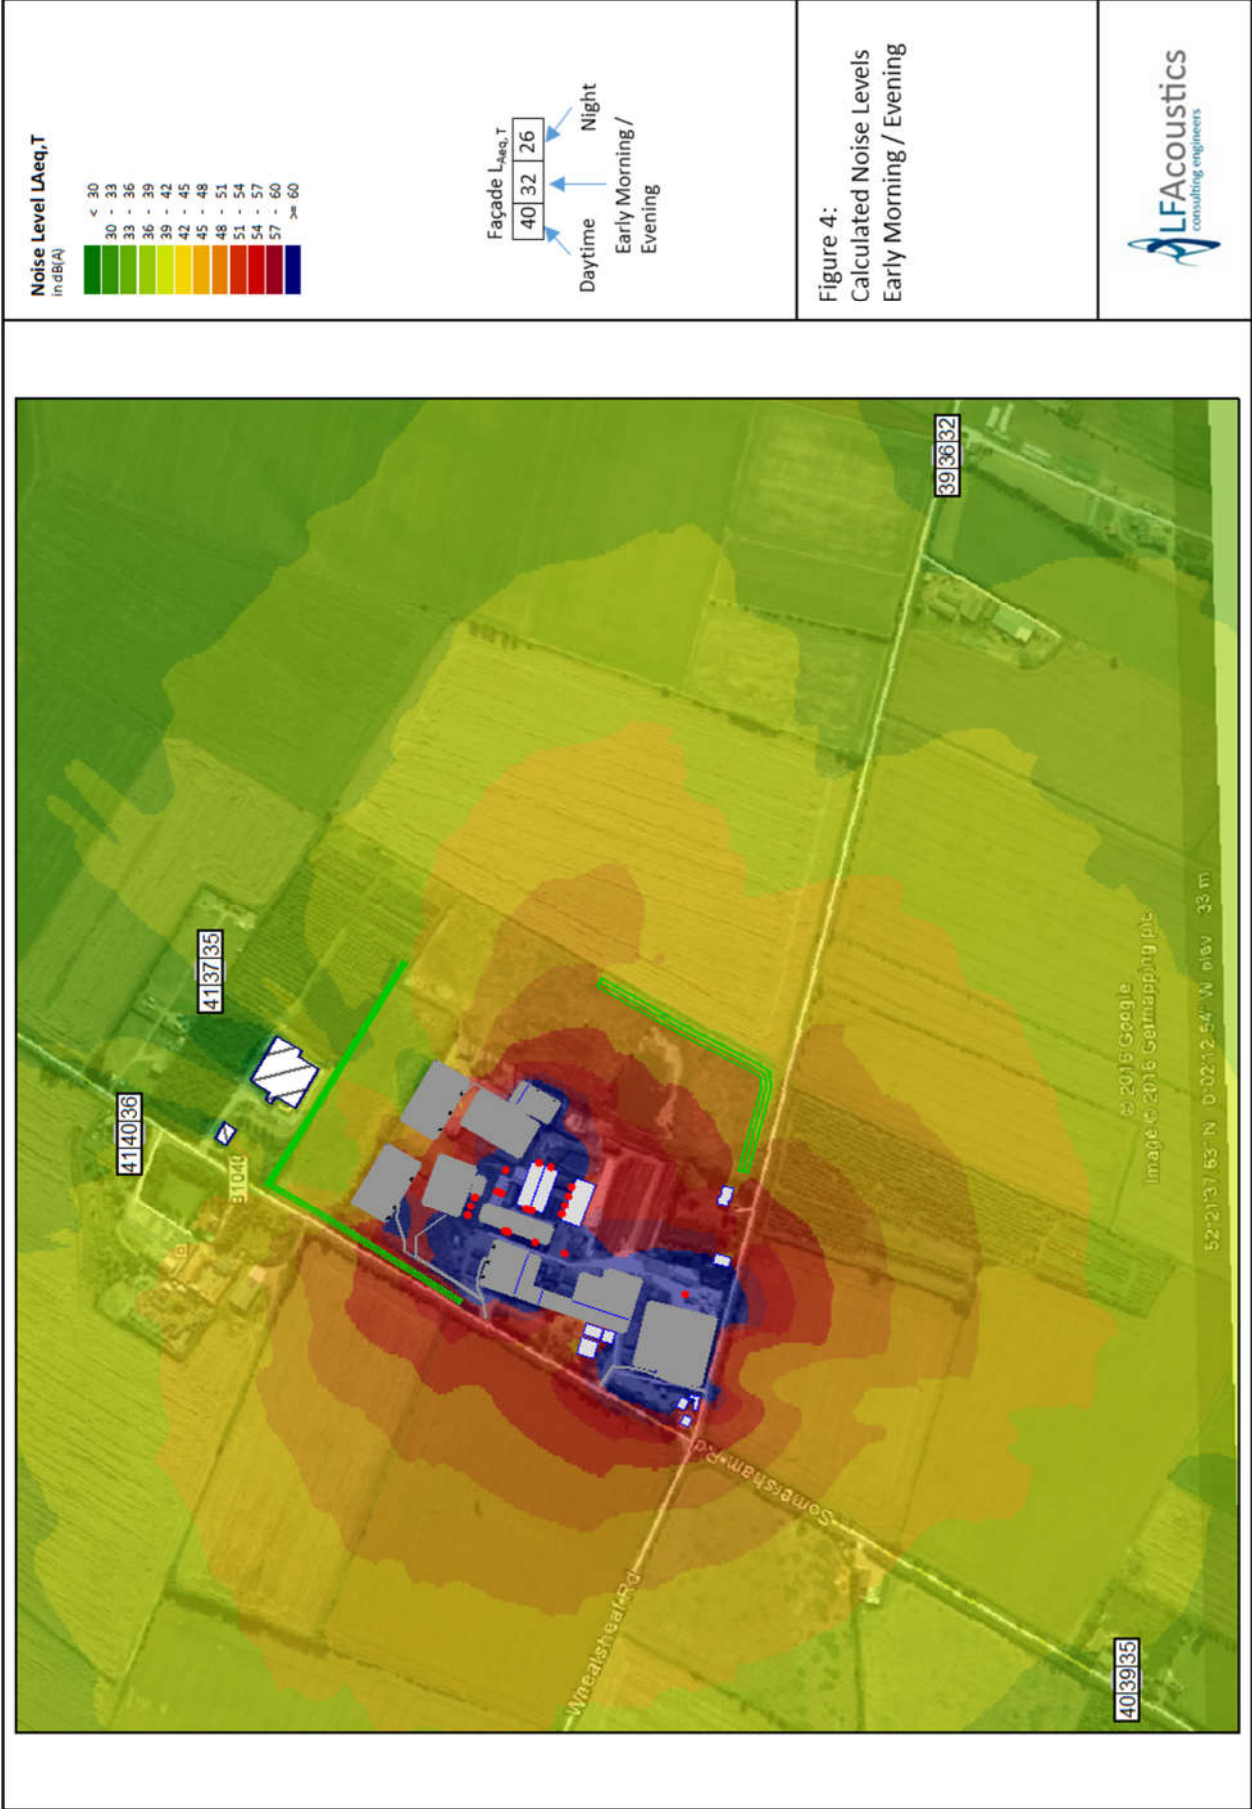 Noise Level LAeq,T
in dB(A)
< 30
30 - 33
33 - 36
36 - 39
39 - 42
42 - 45
45 - 48
48 - 51
51 - 54
54 - 57
57 - 60
>= 60
Façade LAeq, T
40 32 26
Daytime
Night
Early Morning /
Evening
Figure 4:
Calculated Noise Levels
Early Morning / Evening
LFAcoustics
consulting engineers
41 40 36
41 37 35
39 36 32
40 39 35
B1040
Wheatsheaf Rd
Somersham Rd
© 2016 Google
Image © 2016 Getmapping plc
52°21'37.63" N 0°02'12.54" W elev 33 m